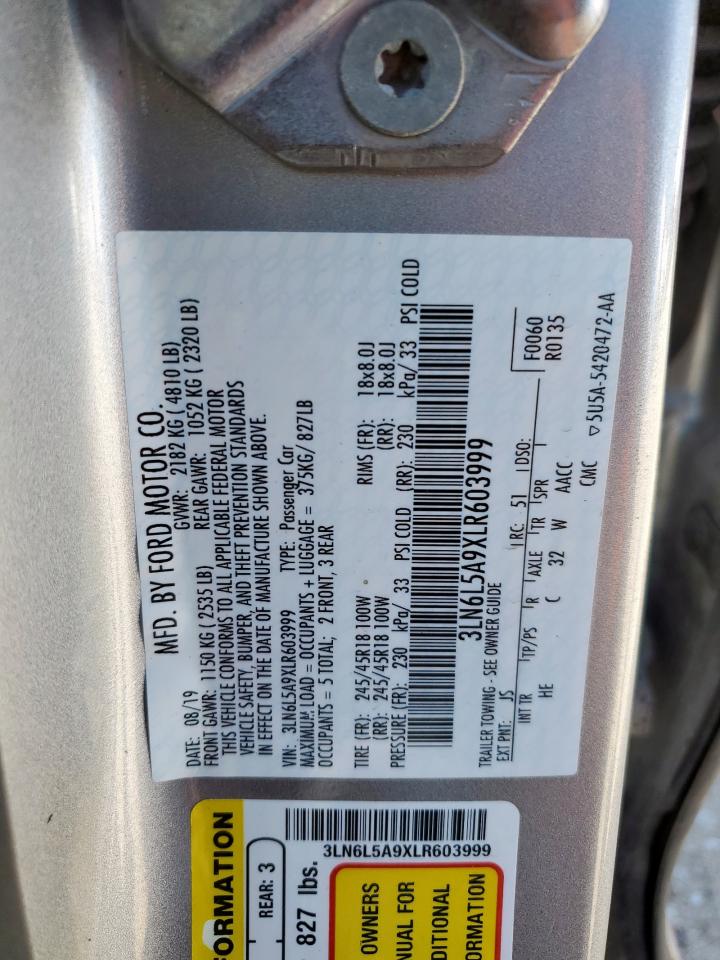 MFD. BY FORD MOTOR CO.
DATE: 08/19 GVWR: 2182 KG ( 4810 LB)
FRONT GAWR: 1150 KG ( 2535 LB) REAR GAWR: 1052 KG ( 2320 LB)
THIS VEHICLE CONFORMS TO ALL APPLICABLE FEDERAL MOTOR
VEHICLE SAFETY, BUMPER, AND THEFT PREVENTION STANDARDS
IN EFFECT ON THE DATE OF MANUFACTURE SHOWN ABOVE.
VIN: 3LN6L5A9XLR603999 TYPE: Passenger Car
MAXIMUM LOAD = OCCUPANTS + LUGGAGE = 375KG/ 827LB
OCCUPANTS = 5 TOTAL; 2 FRONT, 3 REAR
TIRE (FR): 245/45R18 100W RIMS (FR): 18x8.0J
(RR): 245/45R18 100W (RR): 18x8.0J
PRESSURE (FR): 230 kPa/ 33 PSI COLD (RR): 230 kPa/ 33 PSI COLD
3LN6L5A9XLR603999
TRAILER TOWING - SEE OWNER GUIDE
EXT PNT: JS RC: 51 DSO: F0060
R0135
INT TR TP/PS R AXLE TR SPR
HE C 32 W AACC
CMC ▽ 5U5A-5420472-AA
FORMATION
REAR: 3
827 lbs.
3LN6L5A9XLR603999
OWNERS
NUAL FOR
DITIONAL
ORMATION